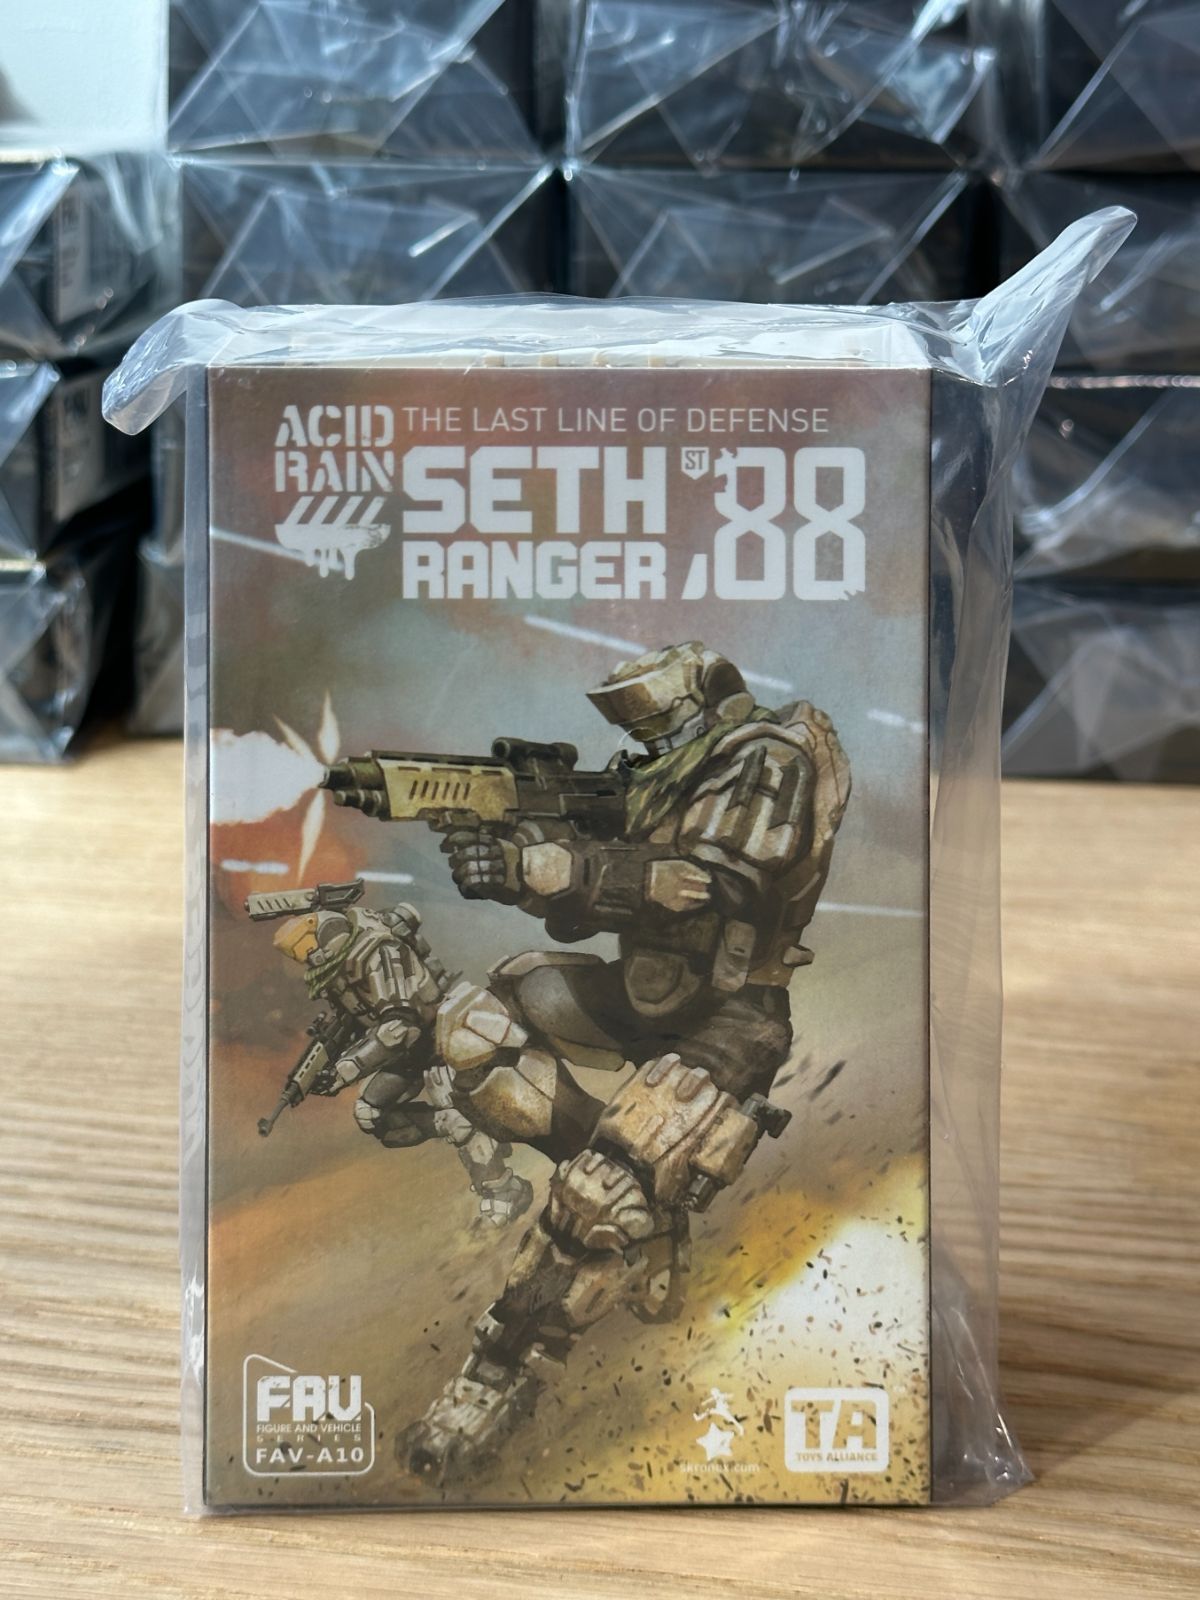 ACID
RAIN
THE LAST LINE OF DEFENSE
SETH
RANGER
ST
'88
FAV
FIGURE AND VEHICLE
SERIES
FAV-A10
TA
TOYS ALLIANCE